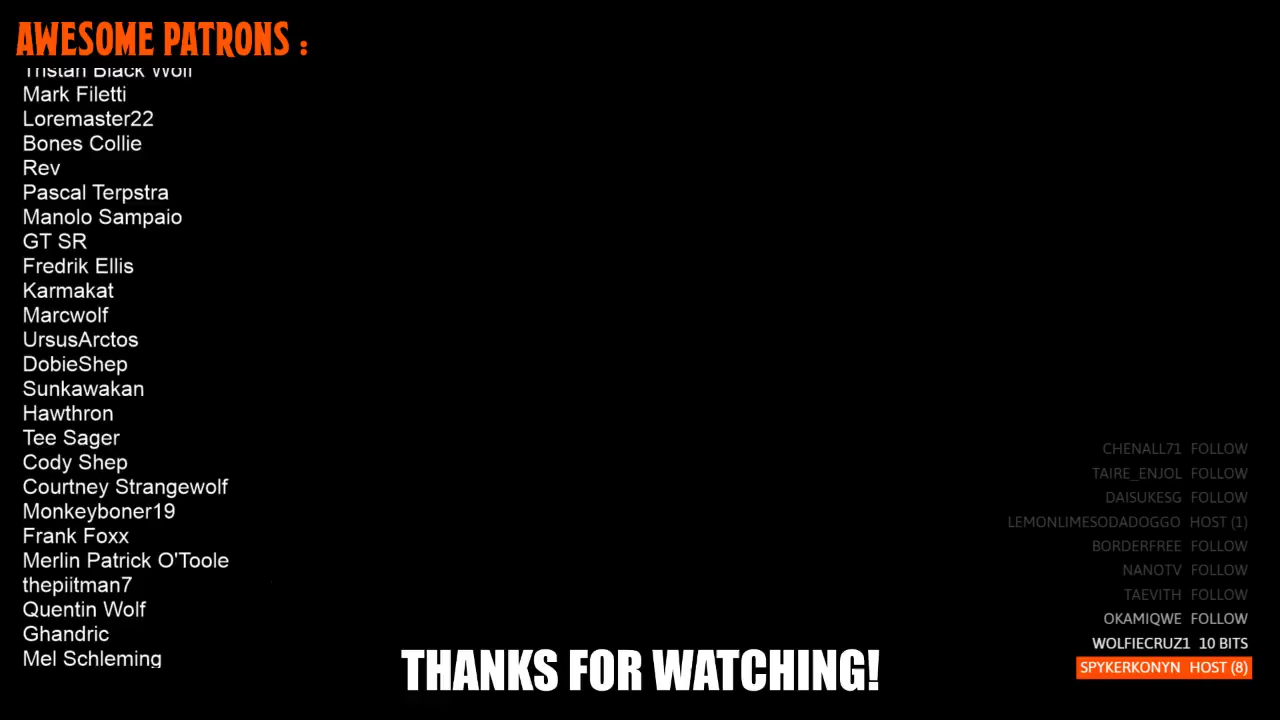 AWESOME PATRONS :
Tristan Black Wolf
Mark Filetti
Loremaster22
Bones Collie
Rev
Pascal Terpstra
Manolo Sampaio
GT SR
Fredrik Ellis
Karmakat
Marcwolf
UrsusArctos
DobieShep
Sunkawakan
Hawthron
Tee Sager
Cody Shep
Courtney Strangewolf
Monkeyboner19
Frank Foxx
Merlin Patrick O'Toole
thepiitman7
Quentin Wolf
Ghandric
Mel Schleming
CHENALL71 FOLLOW
TAIRE_ENJOL FOLLOW
DAISUKESG FOLLOW
LEMONLIMESODADOGGO HOST (1)
BORDERFREE FOLLOW
NANOTV FOLLOW
TAEVITH FOLLOW
OKAMIQWE FOLLOW
WOLFIECRUZ1 10 BITS
SPYKERKONYN HOST (8)
THANKS FOR WATCHING!